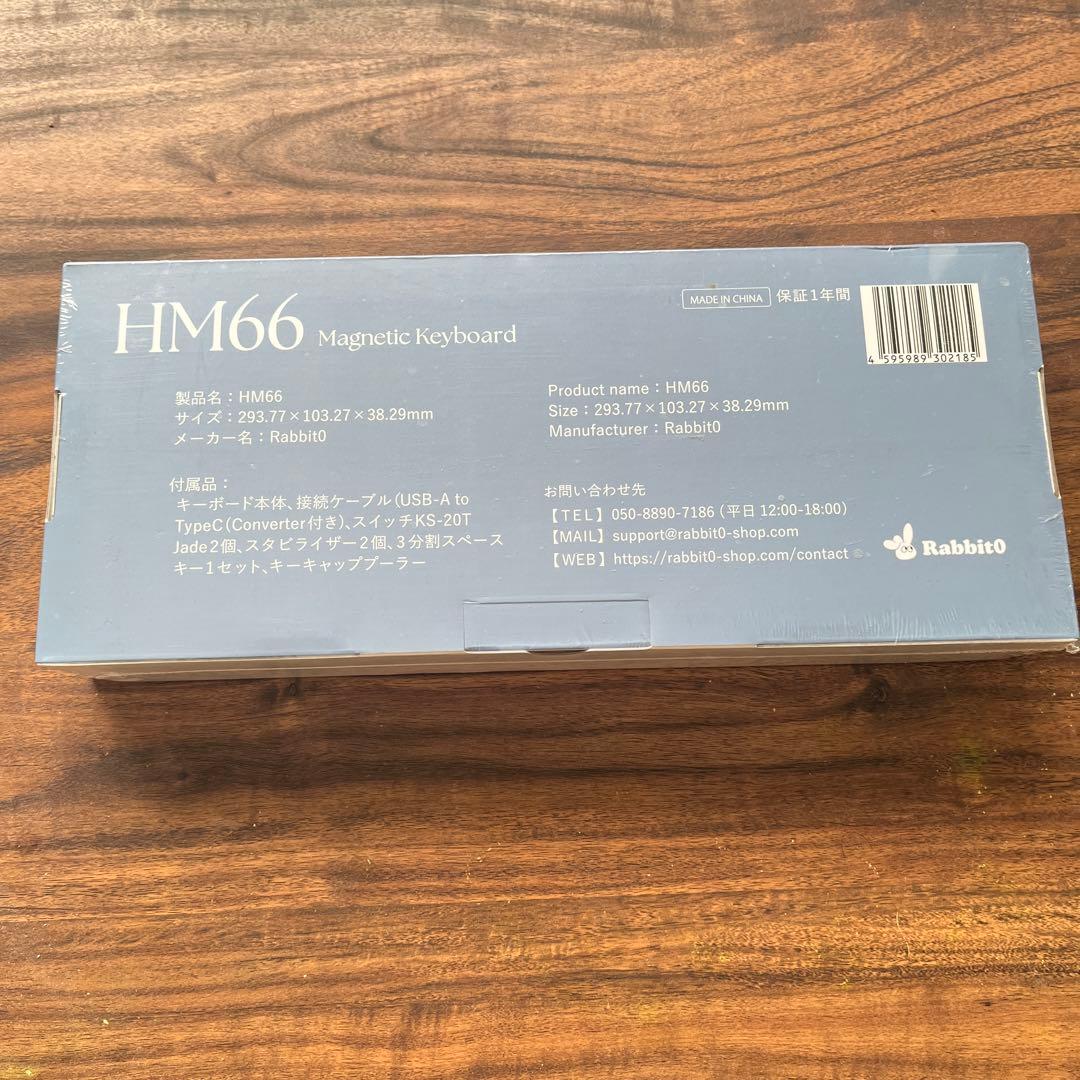 HM66 Magnetic Keyboard
MADE IN CHINA 保証1年間
4 595989 302185
製品名：HM66
サイズ：293.77×103.27×38.29mm
メーカー名：Rabbit0
Product name：HM66
Size：293.77×103.27×38.29mm
Manufacturer：Rabbit0
付属品：
キーボード本体、接続ケーブル（USB-A to
TypeC（Converter付き）、スイッチKS-20T
Jade2個、スタビライザー2個、3分割スペース
キー1セット、キーキャッププーラー
お問い合わせ先
【TEL】050-8890-7186（平日 12:00-18:00）
【MAIL】support@rabbit0-shop.com
【WEB】https://rabbit0-shop.com/contact
Rabbit0